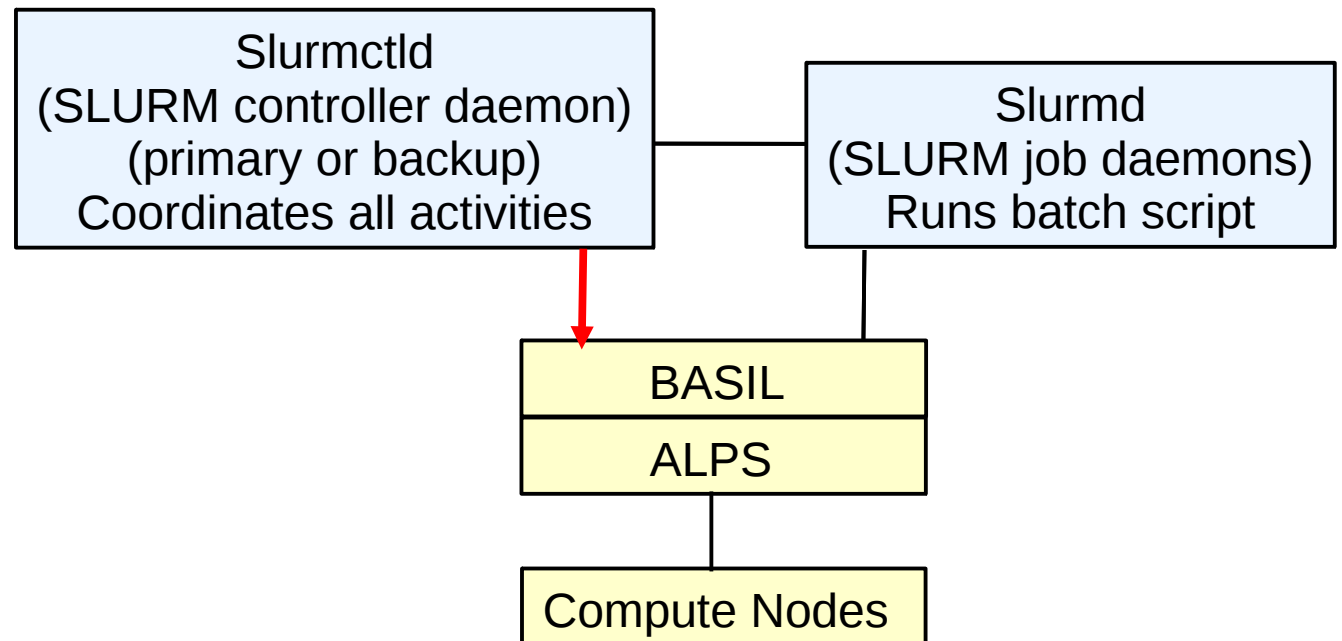 Slurmctld
(SLURM controller daemon)
(primary or backup)
Coordinates all activities
Slurmd
(SLURM job daemons)
Runs batch script
BASIL
ALPS
Compute Nodes